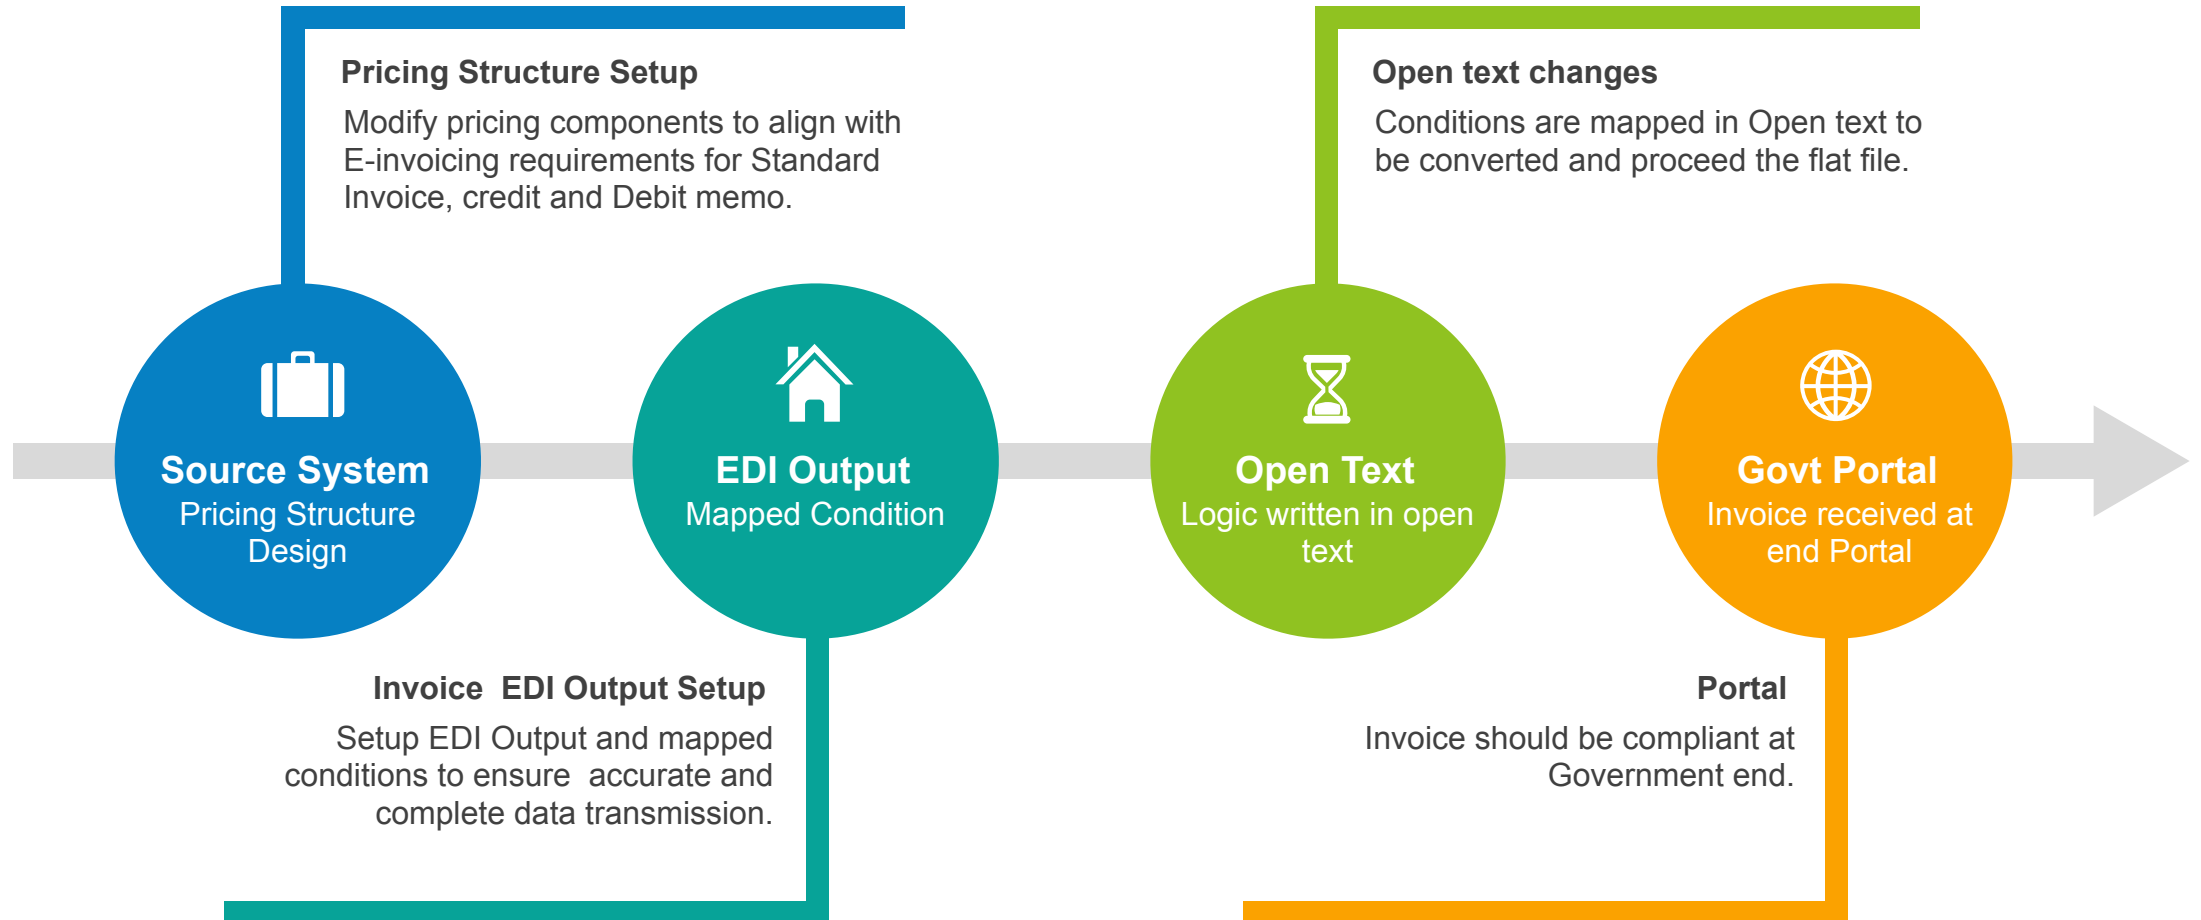 Pricing Structure Setup
Modify pricing components to align with
E-invoicing requirements for Standard
Invoice, credit and Debit memo.
Open text changes
Conditions are mapped in Open text to
be converted and proceed the flat file.
Source System
Pricing Structure
Design
EDI Output
Mapped Condition
Open Text
Logic written in open
text
Govt Portal
Invoice received at
end Portal
Invoice  EDI Output Setup
Setup EDI Output and mapped
conditions to ensure  accurate and
complete data transmission.
Portal
Invoice should be compliant at
Government end.